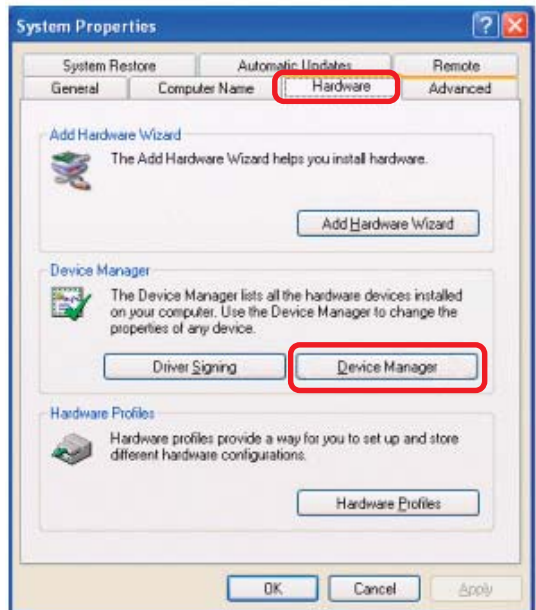 System Properties
System Restore Automatic Updates Remote
General Computer Name Hardware Advanced
Add Hardware Wizard
The Add Hardware Wizard helps you install hardware.
Add Hardware Wizard
Device Manager
The Device Manager lists all the hardware devices installed
on your computer. Use the Device Manager to change the
properties of any device.
Driver Signing Device Manager
Hardware Profiles
Hardware profiles provide a way for you to set up and store
different hardware configurations.
Hardware Profiles
OK Cancel Apply